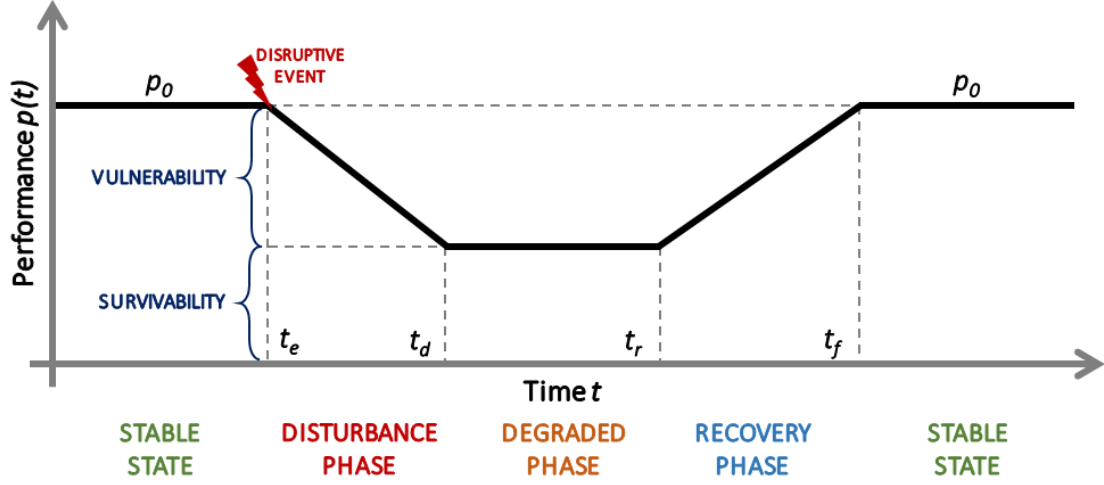 DISRUPTIVE
EVENT
p0
p0
Performance p(t)
VULNERABILITY
SURVIVABILITY
te
td
tr
tf
Time t
STABLE
STATE
DISTURBANCE
PHASE
DEGRADED
PHASE
RECOVERY
PHASE
STABLE
STATE